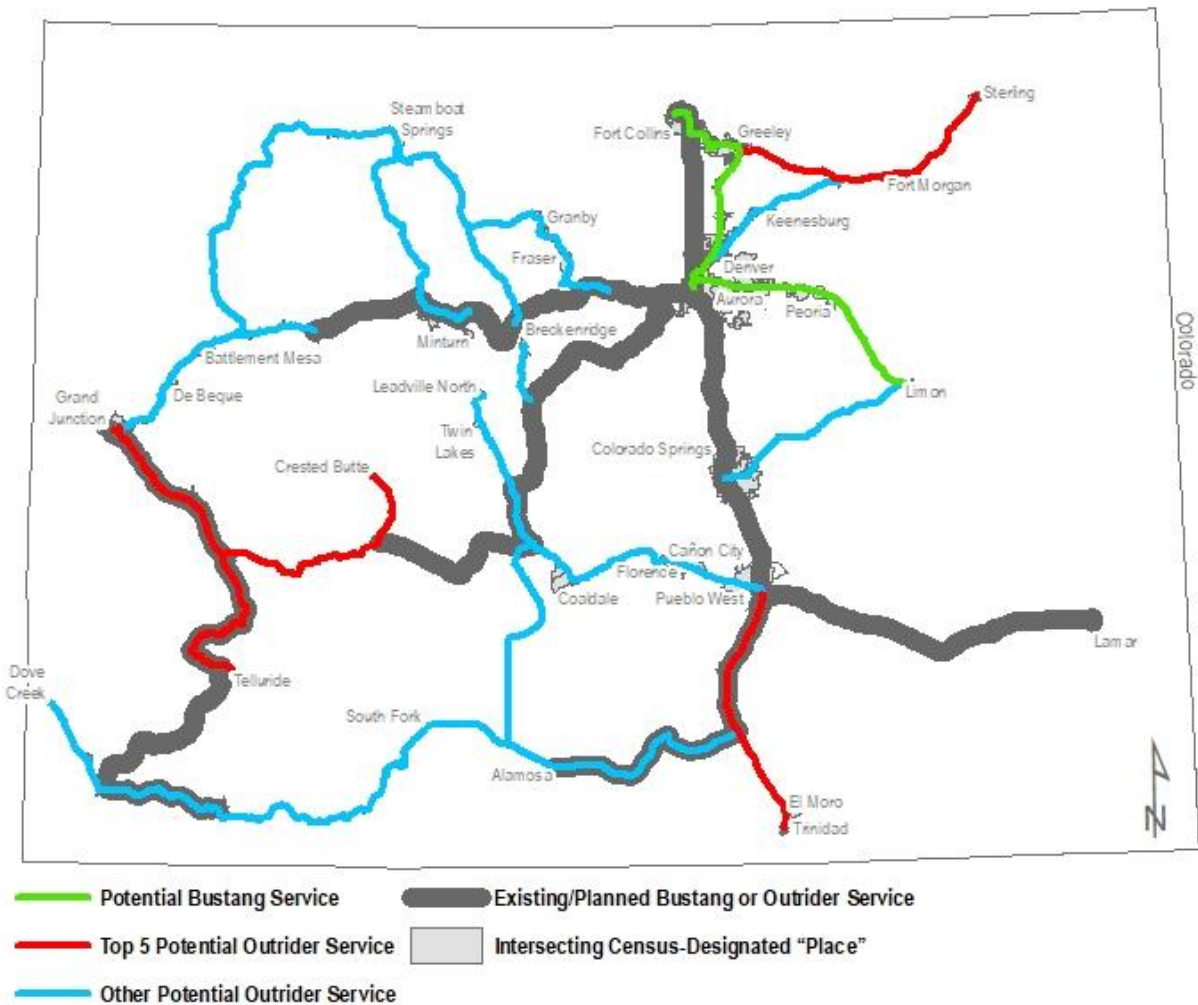 Steamboat
Springs
Sterling
Fort Collins
Greeley
Fort Morgan
Keenesburg
Granby
Fraser
Denver
Aurora
Peoria
Colorado
Breckenridge
Minturn
Battlement Mesa
De Beque
Leadville North
Limon
Grand
Junction
Twin
Lakes
Colorado Springs
Crested Butte
Cañon City
Florence
Coaldale
Pueblo West
Lamar
Dove
Creek
Telluride
South Fork
Alamosa
El Moro
Trinidad
N
Potential Bustang Service
Existing/Planned Bustang or Outrider Service
Top 5 Potential Outrider Service
Intersecting Census-Designated “Place”
Other Potential Outrider Service